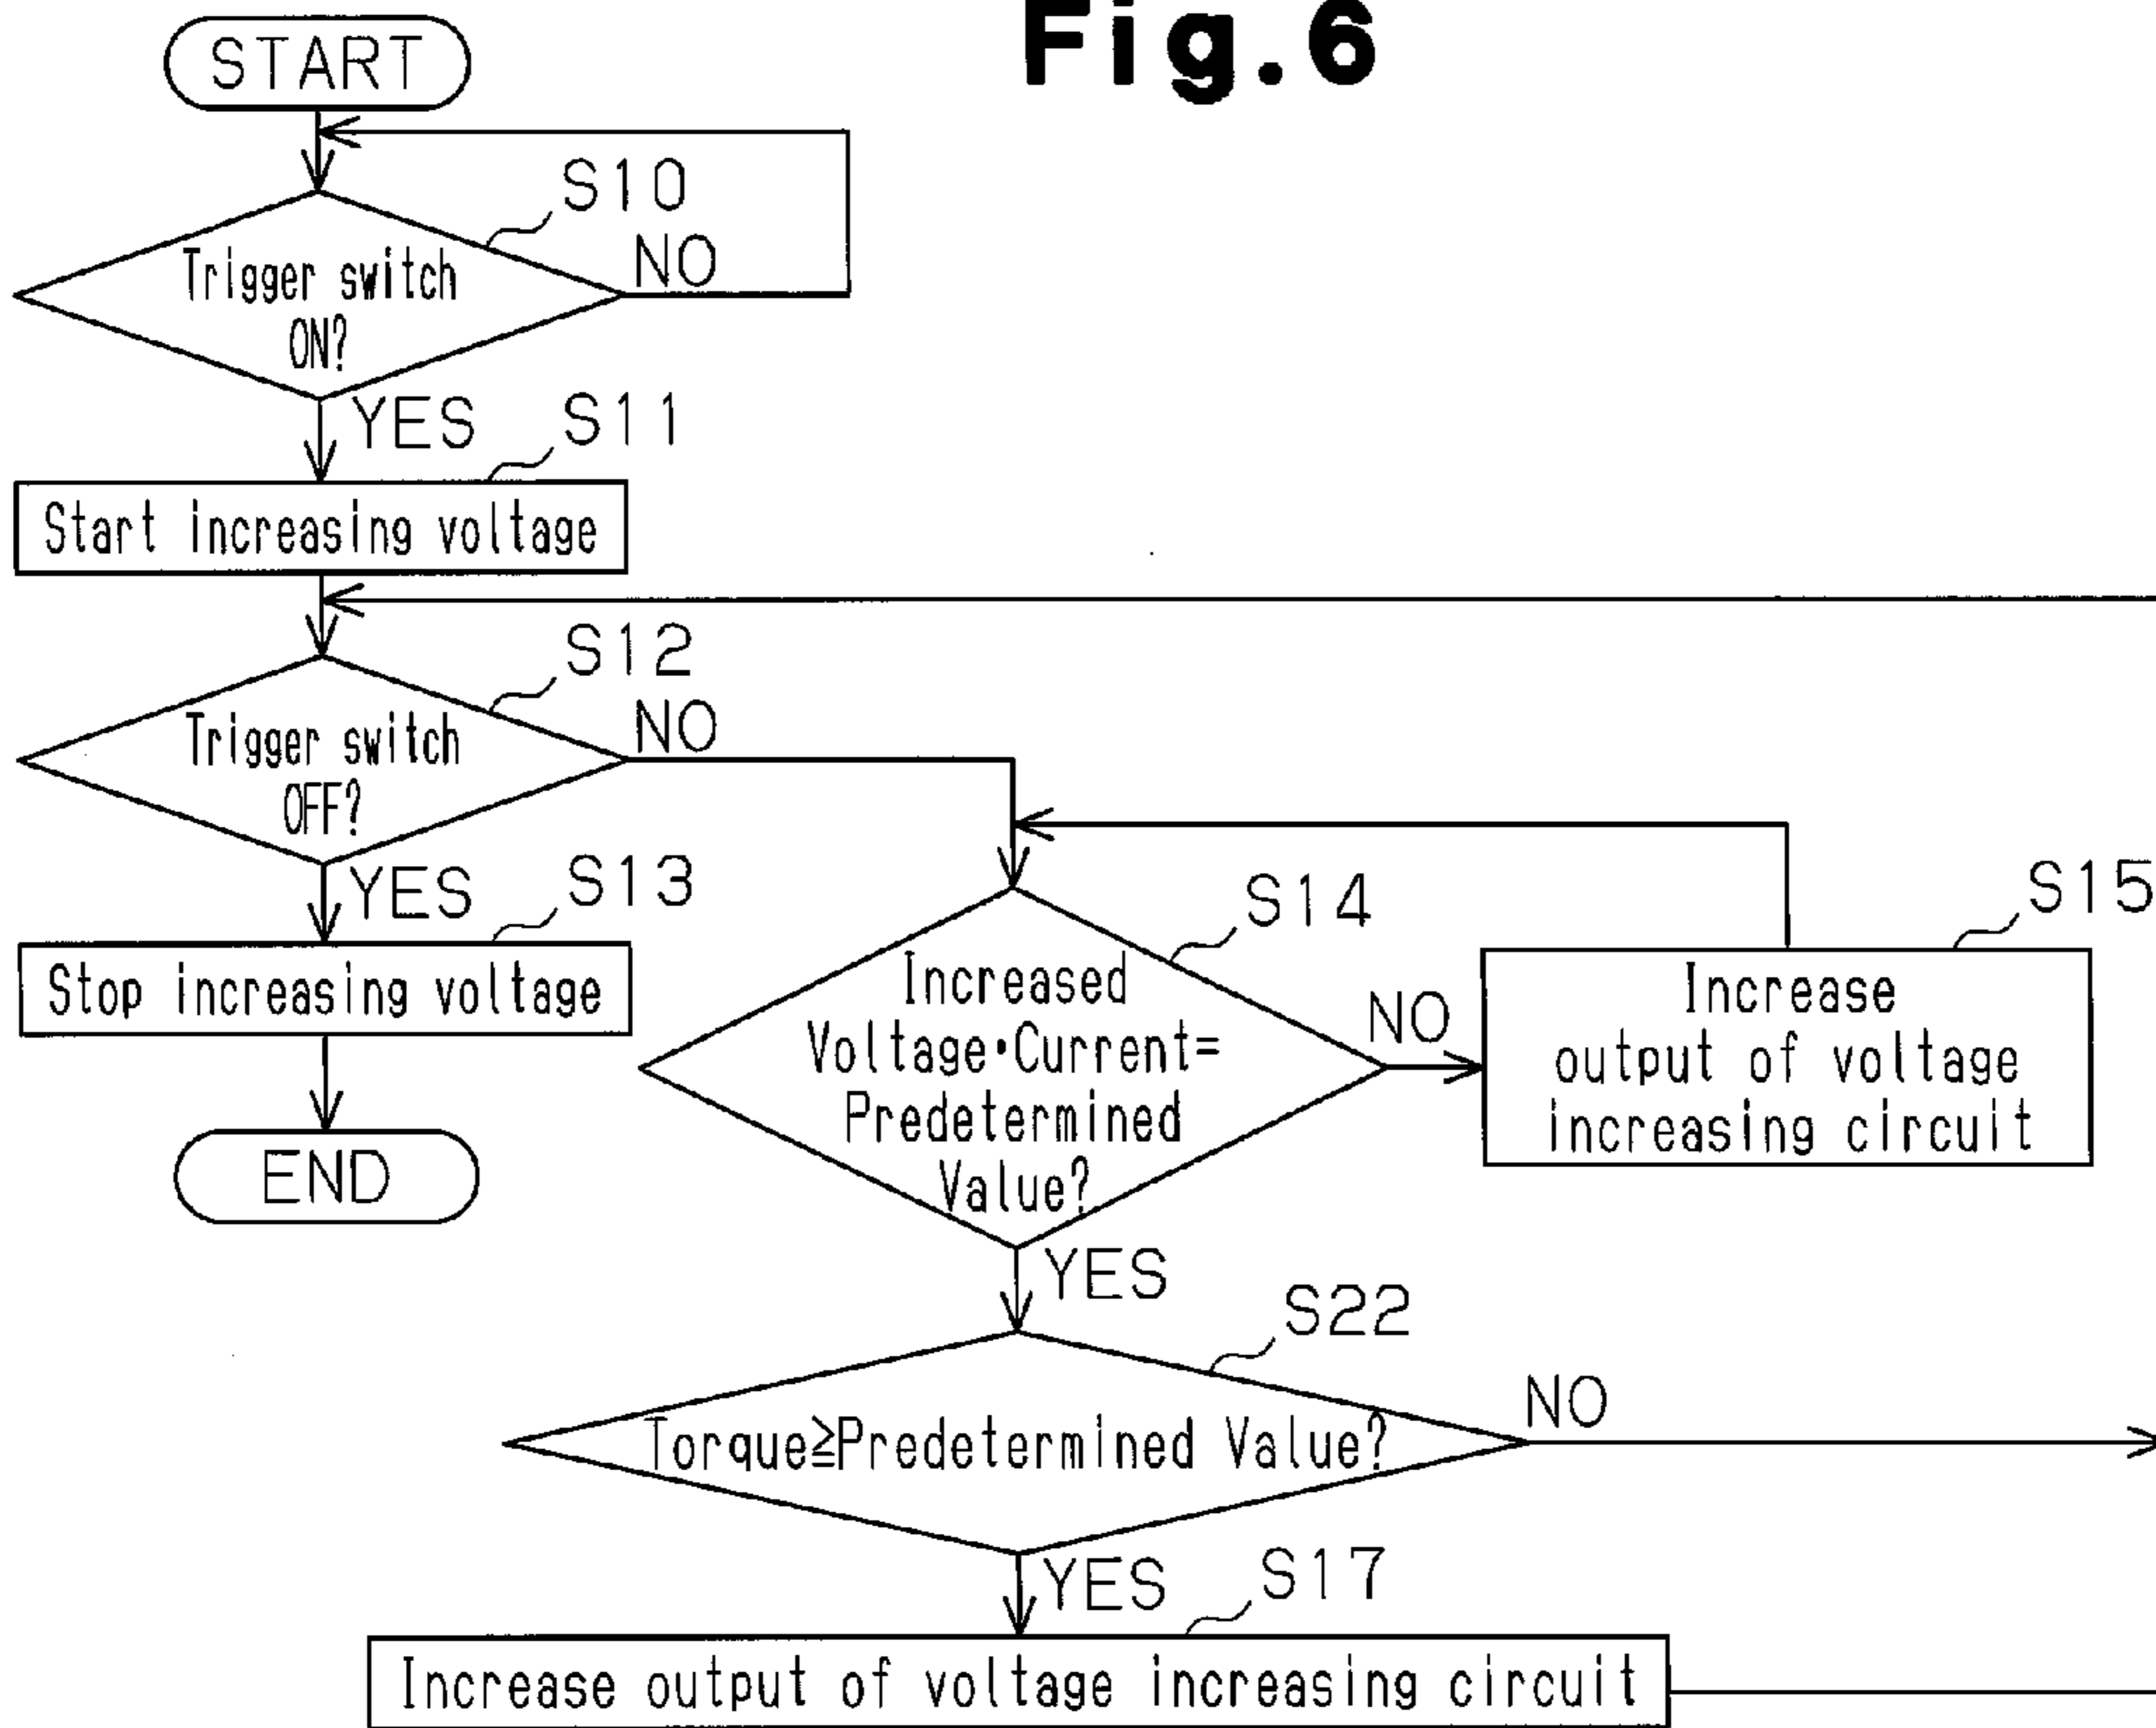 Fig.6
START
S10
Trigger switch
ON?
NO
YES
S11
Start increasing voltage
S12
Trigger switch
OFF?
NO
YES
S13
Stop increasing voltage
END
S14
Increased
Voltage•Current=
Predetermined
Value?
NO
S15
Increase
output of voltage
increasing circuit
YES
S22
Torque≧Predetermined Value?
NO
YES
S17
Increase output of voltage increasing circuit